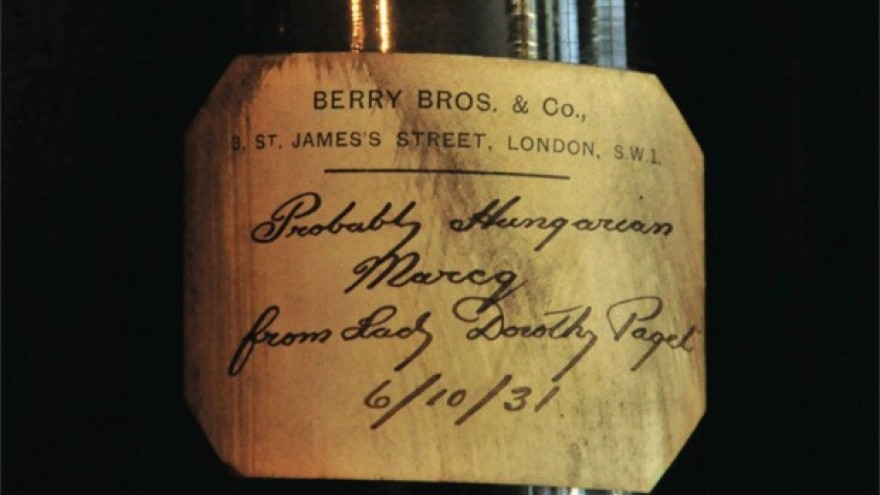 BERRY BROS. & Co.,
3, ST. JAMES'S STREET, LONDON, S.W.1.
Probably Hungarian
Marcq
from Lady Dorothy Paget
6/10/31